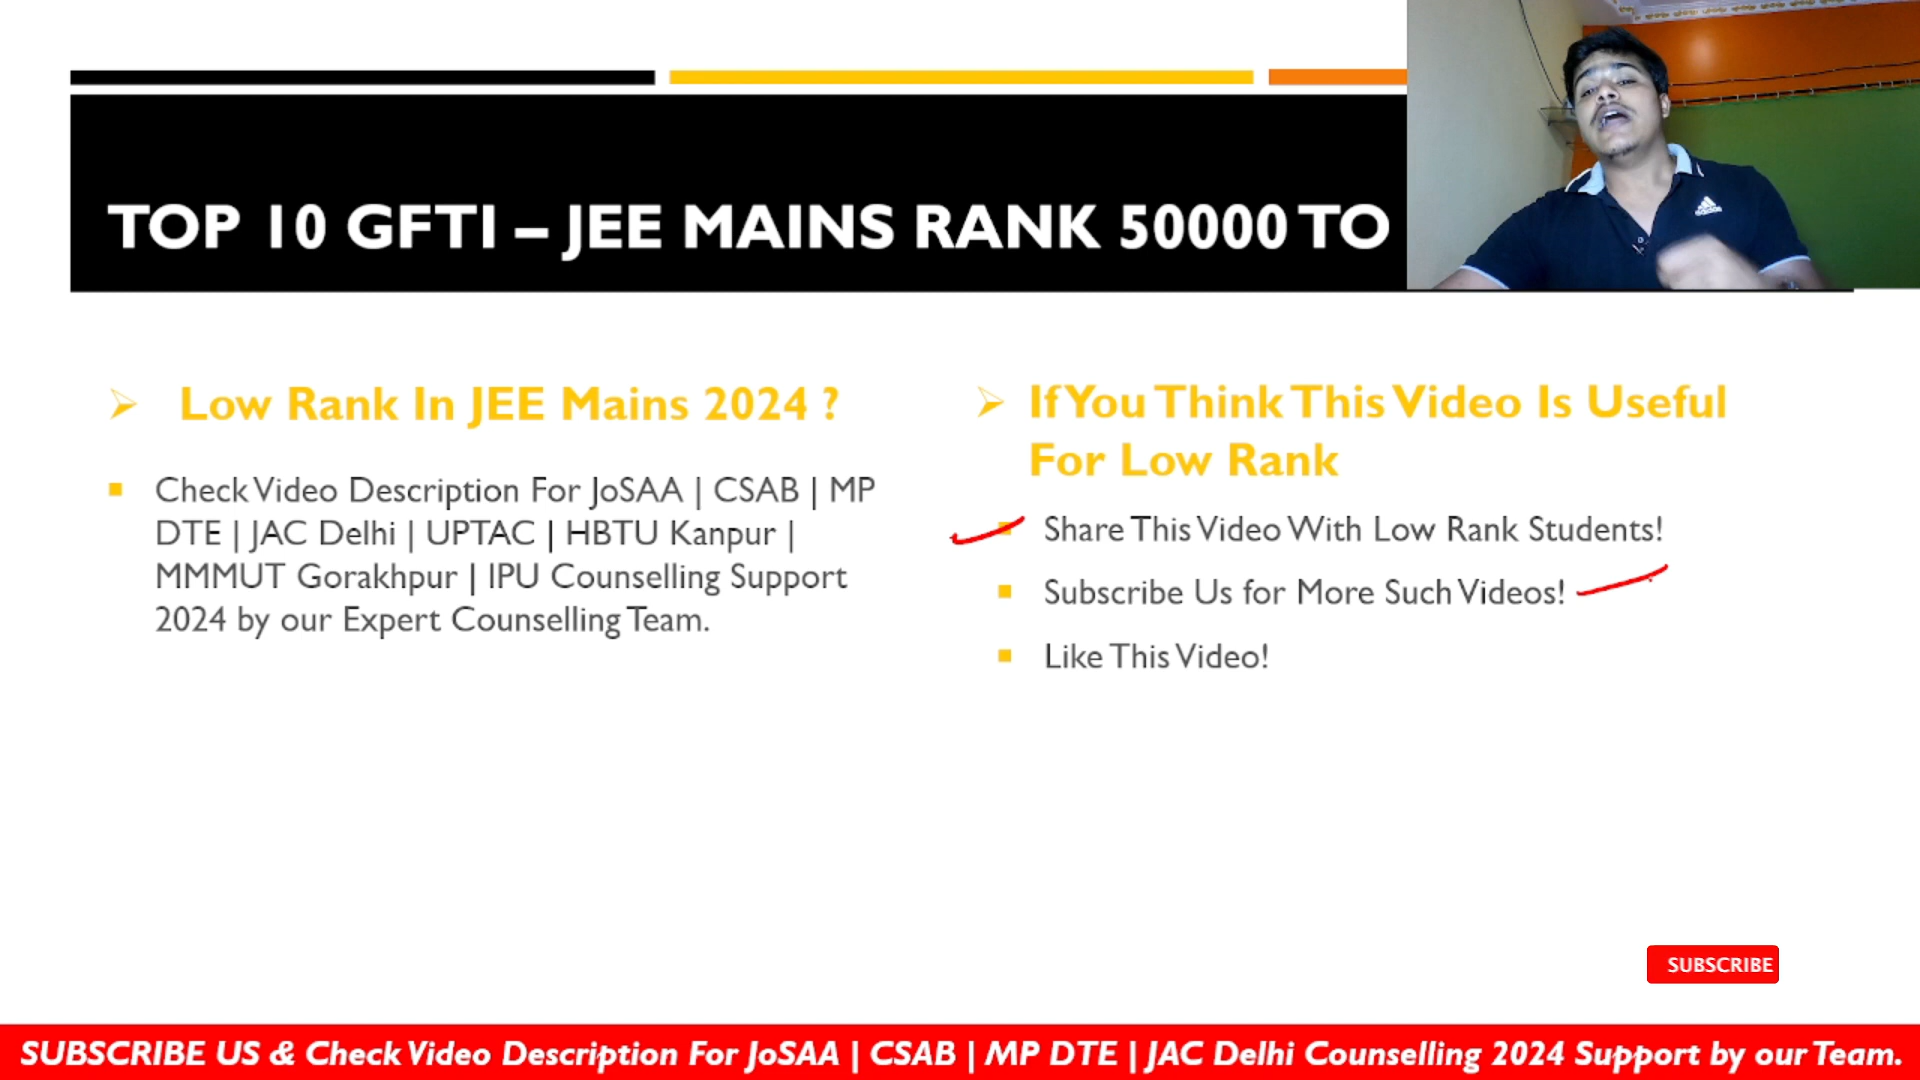 TOP 10 GFTI – JEE MAINS RANK 50000 TO
adidas
Low Rank In JEE Mains 2024 ?
Check Video Description For JoSAA | CSAB | MP
DTE | JAC Delhi | UPTAC | HBTU Kanpur |
MMMUT Gorakhpur | IPU Counselling Support
2024 by our Expert Counselling Team.
If You Think This Video Is Useful
For Low Rank
Share This Video With Low Rank Students!
Subscribe Us for More Such Videos!
Like This Video!
SUBSCRIBE
SUBSCRIBE US & Check Video Description For JoSAA | CSAB | MP DTE | JAC Delhi Counselling 2024 Support by our Team.